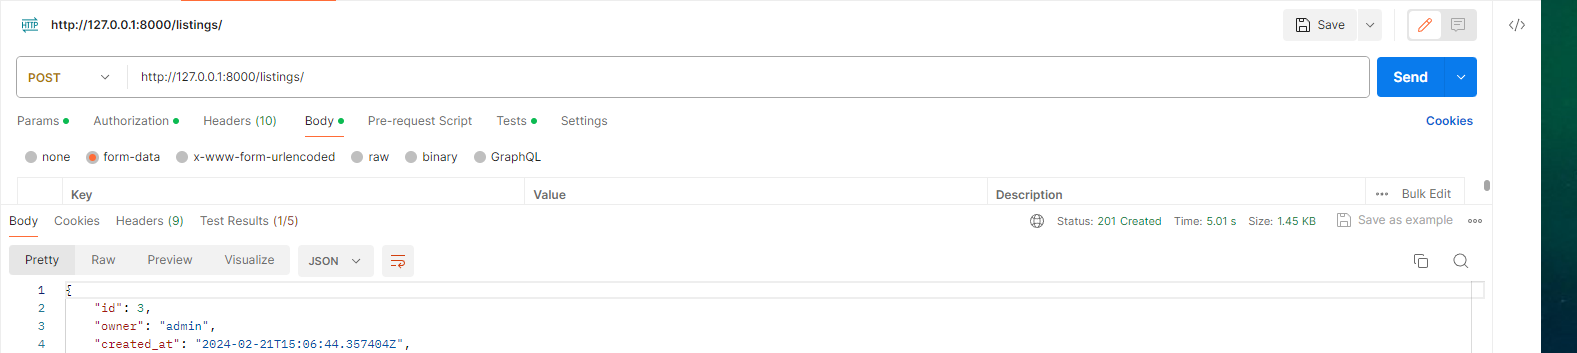 HTTP http://127.0.0.1:8000/listings/ Save </>
POST http://127.0.0.1:8000/listings/ Send
Params Authorization Headers (10) Body Pre-request Script Tests Settings Cookies
none form-data x-www-form-urlencoded raw binary GraphQL
Key Value Description ••• Bulk Edit
Body Cookies Headers (9) Test Results (1/5) Status: 201 Created Time: 5.01 s Size: 1.45 KB Save as example
Pretty Raw Preview Visualize JSON
1 {
2 "id": 3,
3 "owner": "admin",
4 "created_at": "2024-02-21T15:06:44.357404Z",